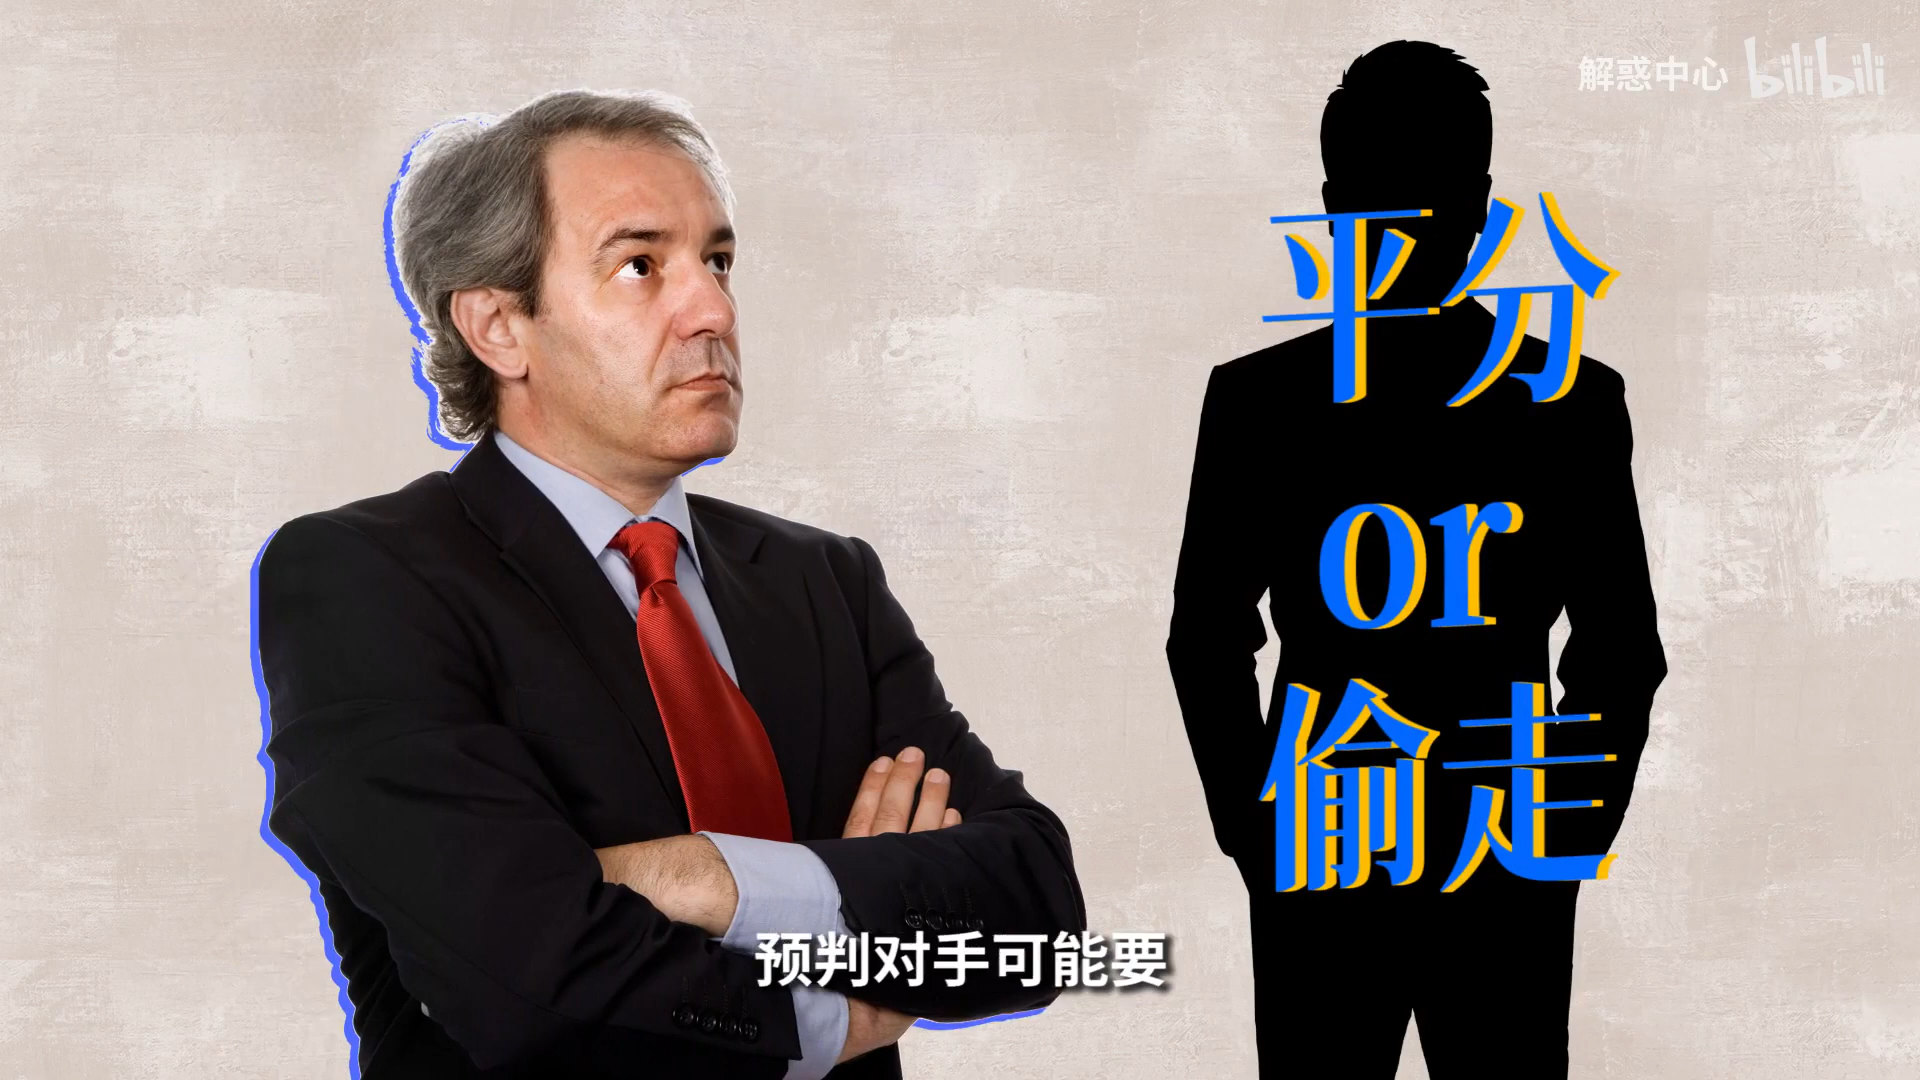 解惑中心 bilibili
平分
or
偷走
预判对手可能要